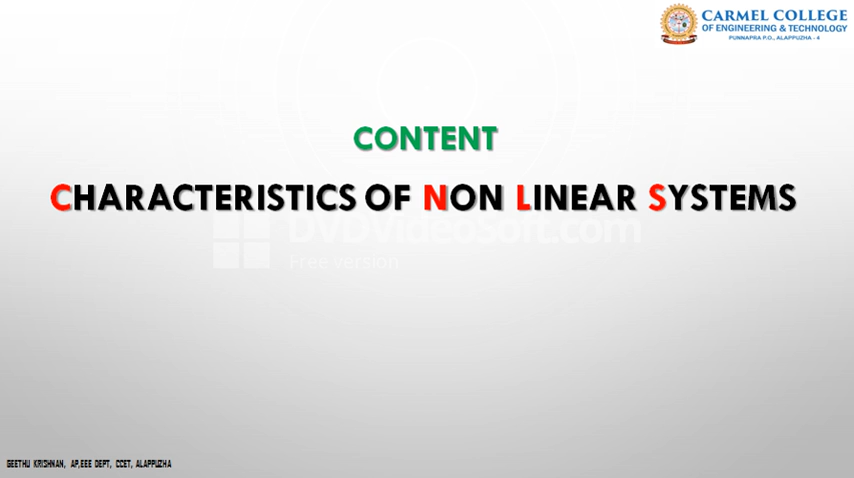 CARMEL COLLEGE
OF ENGINEERING & TECHNOLOGY
PUNNAPRA P.O., ALAPPUZHA - 4
CONTENT
CHARACTERISTICS OF NON LINEAR SYSTEMS
DVDVideoSoft.com
Free version
GEETHU KRISHNAN, AP,EEE DEPT, CCET, ALAPPUZHA